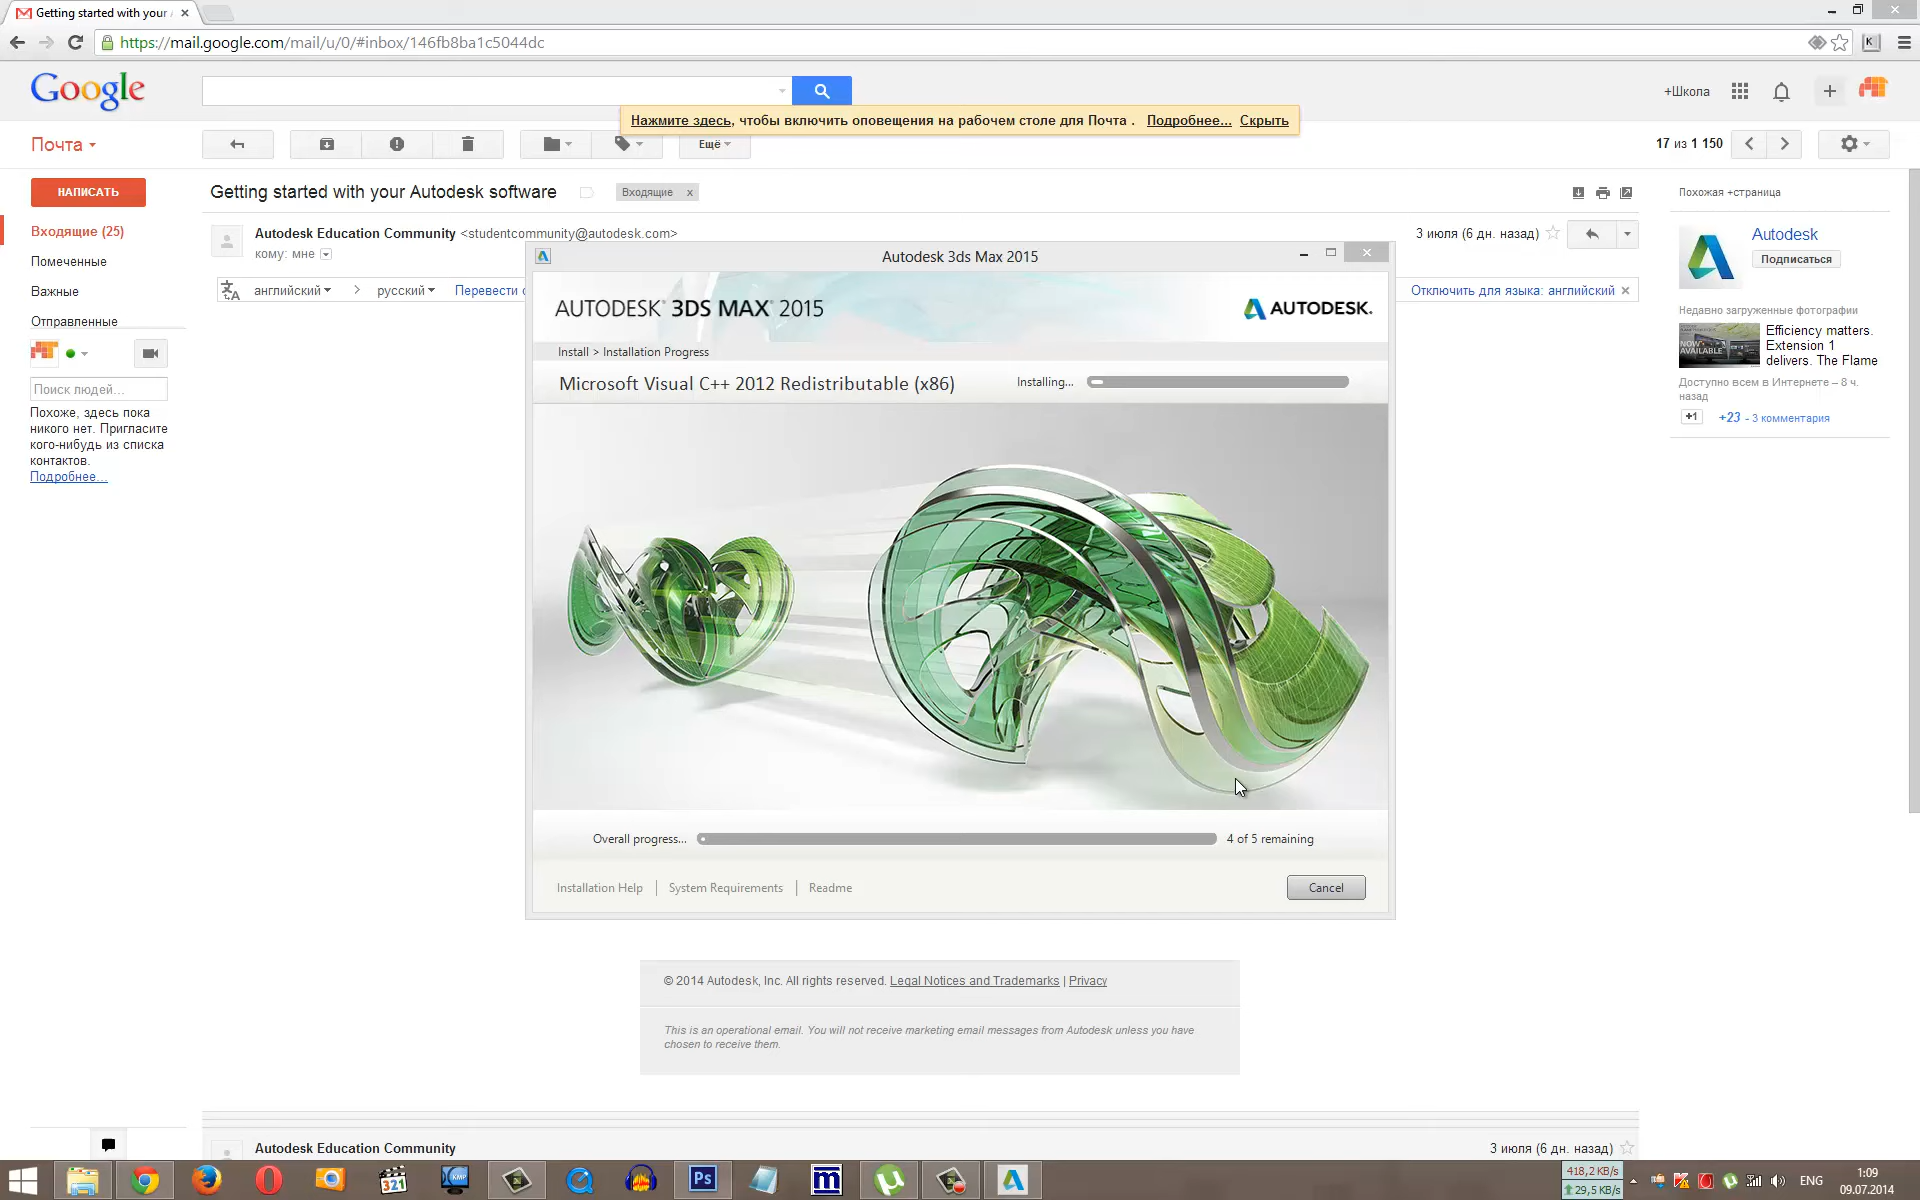 Getting started with your
https://mail.google.com/mail/u/0/#inbox/146fb8ba1c5044dc
Google
+Школа
Нажмите здесь, чтобы включить оповещения на рабочем столе для Почта . Подробнее... Скрыть
Почта
Ещё
17 из 1 150
НАПИСАТЬ
Getting started with your Autodesk software
Входящие x
Похожая +страница
Входящие (25)
Помеченные
Важные
Отправленные
Autodesk Education Community <studentcommunity@autodesk.com>
3 июля (6 дн. назад)
кому: мне
английский > русский Перевести
Отключить для языка: английский x
Autodesk
Подписаться
Недавно загруженные фотографии
NOW AVAILABLE
Efficiency matters.
Extension 1
delivers. The Flame
Доступно всем в Интернете – 8 ч.
назад
+1 +23 - 3 комментария
Поиск людей...
Похоже, здесь пока
никого нет. Пригласите
кого-нибудь из списка
контактов.
Подробнее...
Autodesk 3ds Max 2015
AUTODESK® 3DS MAX® 2015
AUTODESK.
Install > Installation Progress
Microsoft Visual C++ 2012 Redistributable (x86)
Installing...
Overall progress...
4 of 5 remaining
Installation Help | System Requirements | Readme
Cancel
© 2014 Autodesk, Inc. All rights reserved. Legal Notices and Trademarks | Privacy
This is an operational email. You will not receive marketing email messages from Autodesk unless you have
chosen to receive them.
Autodesk Education Community
3 июля (6 дн. назад)
321
KMP
Ps
m
418,2 KB/s
29,5 KB/s
ENG
1:09
09.07.2014